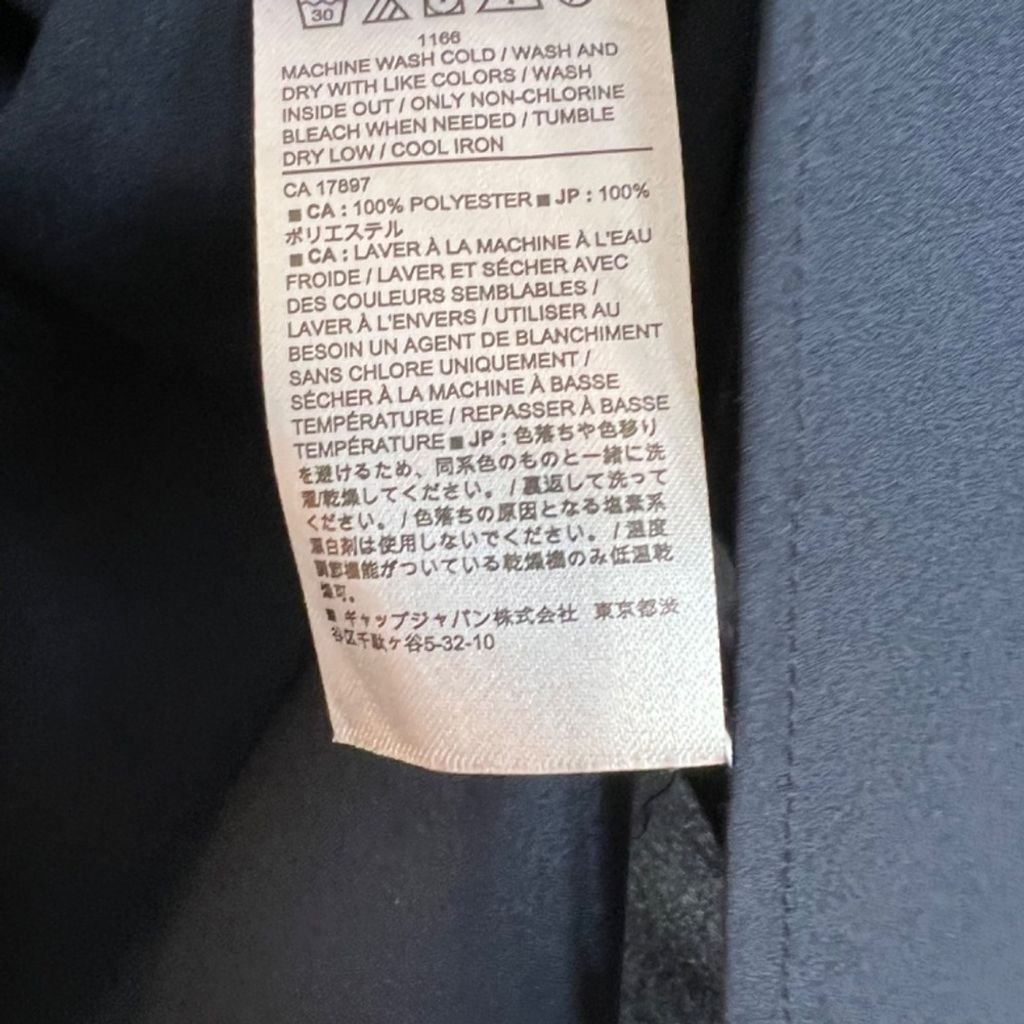 30
1166
MACHINE WASH COLD / WASH AND
DRY WITH LIKE COLORS / WASH
INSIDE OUT / ONLY NON-CHLORINE
BLEACH WHEN NEEDED / TUMBLE
DRY LOW / COOL IRON
CA 17897
■ CA : 100% POLYESTER ■ JP : 100%
ポリエステル
■ CA : LAVER À LA MACHINE À L'EAU
FROIDE / LAVER ET SÉCHER AVEC
DES COULEURS SEMBLABLES /
LAVER À L'ENVERS / UTILISER AU
BESOIN UN AGENT DE BLANCHIMENT
SANS CHLORE UNIQUEMENT /
SÉCHER À LA MACHINE À BASSE
TEMPÉRATURE / REPASSER À BASSE
TEMPÉRATURE ■ JP : 色落ちや色移り
を避けるため、同系色のものと一緒に洗
濯/乾燥してください。/ 裏返して洗って
ください。/ 色落ちの原因となる塩素系
漂白剤は使用しないでください。/ 温度
調節機能がついている乾燥機のみ低温乾
燥可。
■ ギャップジャパン株式会社 東京都渋
谷区千駄ヶ谷5-32-10